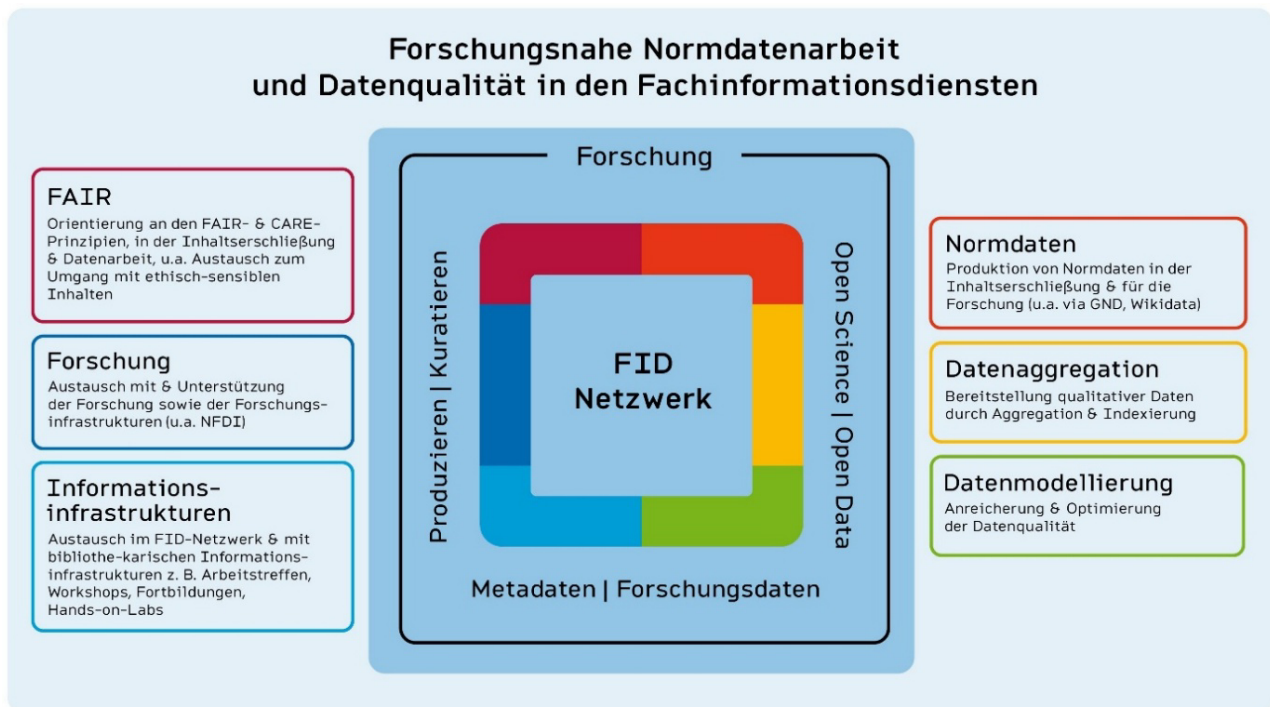 Forschungsnahe Normdatenarbeit
und Datenqualität in den Fachinformationsdiensten
FAIR
Orientierung an den FAIR- & CARE-
Prinzipien, in der Inhaltserschließung
& Datenarbeit, u.a. Austausch zum
Umgang mit ethisch-sensiblen
Inhalten
Forschung
Austausch mit & Unterstützung
der Forschung sowie der Forschungs-
infrastrukturen (u.a. NFDI)
Informations-
infrastrukturen
Austausch im FID-Netzwerk & mit
bibliothe-karischen Informations-
infrastrukturen z. B. Arbeitstreffen,
Workshops, Fortbildungen,
Hands-on-Labs
Forschung
Produzieren | Kuratieren
FID
Netzwerk
Open Science | Open Data
Metadaten | Forschungsdaten
Normdaten
Produktion von Normdaten in der
Inhaltserschließung & für die
Forschung (u.a. via GND, Wikidata)
Datenaggregation
Bereitstellung qualitativer Daten
durch Aggregation & Indexierung
Datenmodellierung
Anreicherung & Optimierung
der Datenqualität